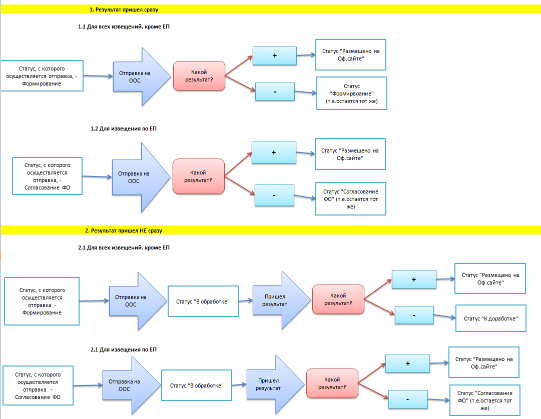 1. Результат пришел сразу
1.1 Для всех извещений, кроме ЕП
Статус, с которого
осуществляется отправка, -
Формирование
Отправка на
ООС
Какой
результат?
+
Статус "Размещено на
Оф.сайте"
-
Статус
"Формирвование"
(т.е.остается тот же)
1.2 Для извещения по ЕП
Статус, с которого
осуществляется
отправка, -
Согласование ФО
Отправка на
ООС
Какой
результат?
+
Статус "Размещено на
Оф.сайте"
-
Статус "Согласование
ФО" (т.е.остается тот
же)
2. Результат пришел НЕ сразу
2.1 Для всех извещений, кроме ЕП
Статус, с которого
осуществляется
отправка -
Формирование
Отправка на
ООС
Статус "В обработке"
Пришел
результат
Какой
результат?
+
Статус "Размещено на
Оф.сайте"
-
Статус "К доработке"
2.1 Для извещения по ЕП
Статус, с которого
осуществляется
отправка -
Согласование ФО
Отправка на
ООС
Статус "В обработке"
Пришел
результат
Какой
результат?
+
Статус "Размещено на
Оф.сайте"
-
Статус "Согласование
ФО" (т.е.остается тот
же)